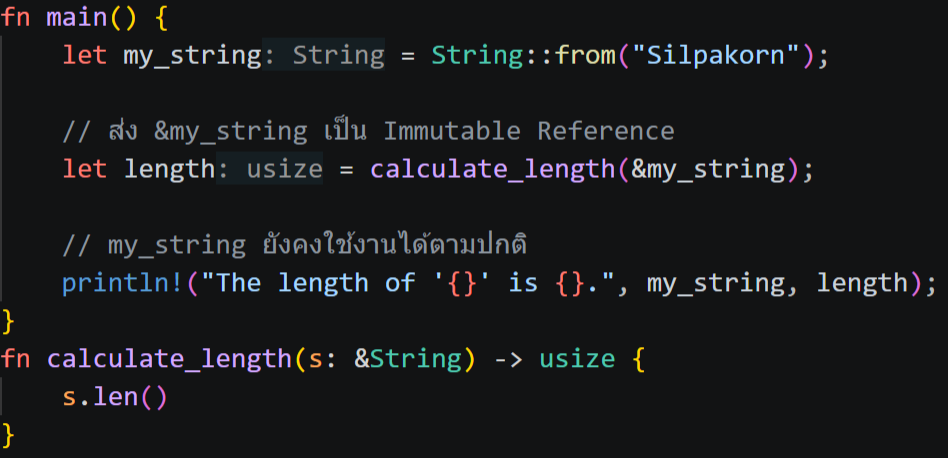 fn main() {
    let my_string: String = String::from("Silpakorn");
    // ส่ง &my_string เป็น Immutable Reference
    let length: usize = calculate_length(&my_string);
    // my_string ยังคงใช้งานได้ตามปกติ
    println!("The length of '{}' is {}.", my_string, length);
}
fn calculate_length(s: &String) -> usize {
    s.len()
}